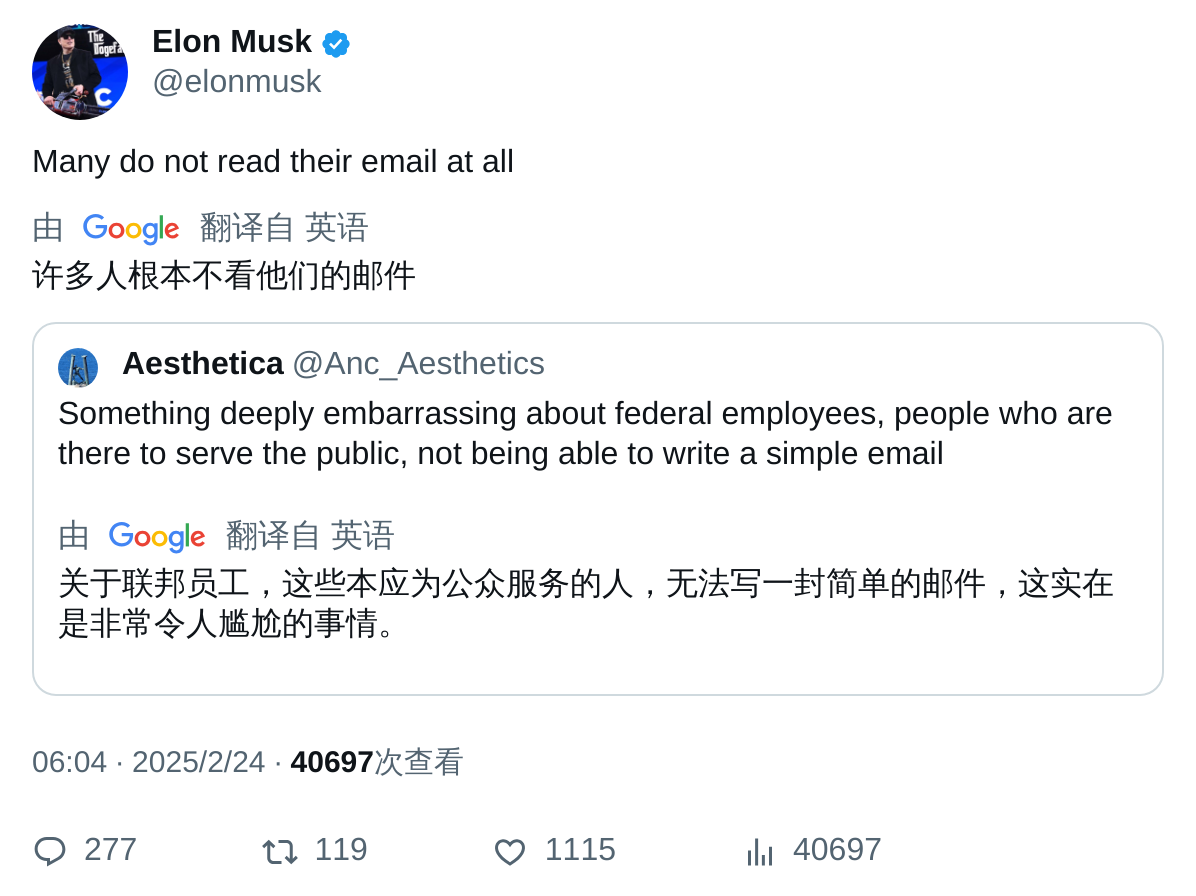 The
Dogefa
C
Elon Musk
@elonmusk
Many do not read their email at all
由 Google 翻译自 英语
许多人根本不看他们的邮件
Aesthetica @Anc_Aesthetics
Something deeply embarrassing about federal employees, people who are
there to serve the public, not being able to write a simple email
由 Google 翻译自 英语
关于联邦员工，这些本应为公众服务的人，无法写一封简单的邮件，这实在
是非常令人尴尬的事情。
06:04 · 2025/2/24 · 40697次查看
277 119 1115 40697